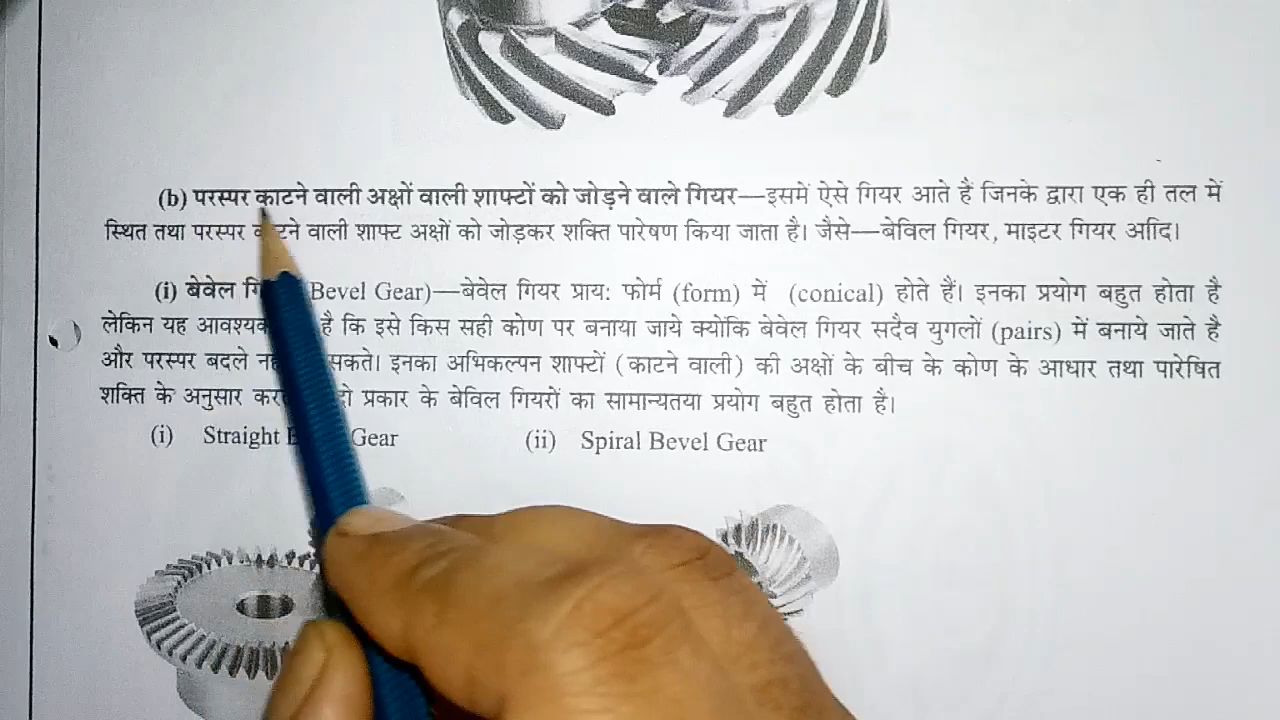 (b) परस्पर काटने वाली अक्षों वाली शाफ्टों को जोड़ने वाले गियर—इसमें ऐसे गियर आते हैं जिनके द्वारा एक ही तल में
स्थित तथा परस्पर वाली शाफ्ट अक्षों को जोड़कर शक्ति पारेषण किया जाता है। जैसे—बेविल गियर, माइटर गियर आदि।
(i) बेवेल Bevel Gear)—बेवेल गियर प्राय: फोर्म (form) में (conical) होते हैं। इनका प्रयोग बहुत होता है
लेकिन यह है कि इसे किस सही कोण पर बनाया जाये क्योंकि बेवेल गियर सदैव युगलों (pairs) में बनाये जाते है
और परस्पर बदले सकते। इनका अभिकल्पन शाफ्टों (काटने वाली) की अक्षों के बीच के कोण के आधार तथा पारेषित
शक्ति के अनुसार प्रकार के बेविल गियरों का सामान्यतया प्रयोग बहुत होता है।
(i) Straight Gear (ii) Spiral Bevel Gear